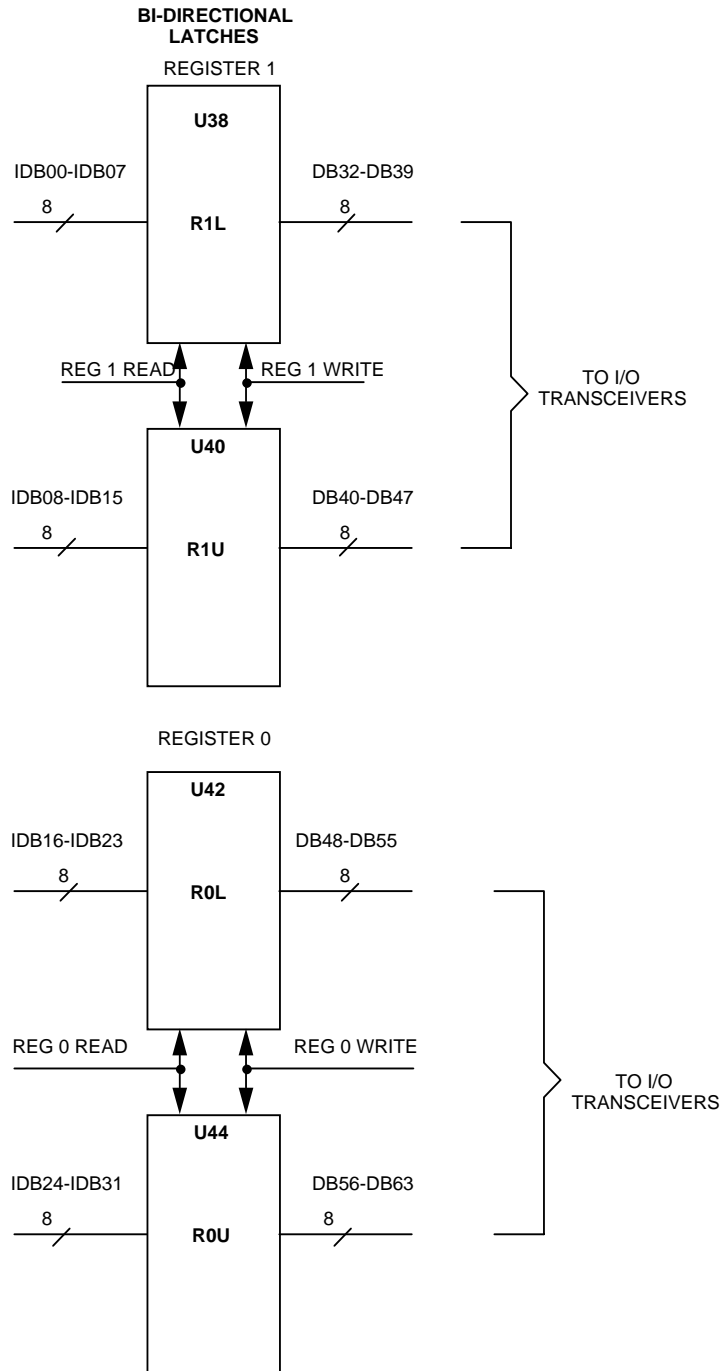 BI-DIRECTIONAL
LATCHES
REGISTER 1
U38
IDB00-IDB07
DB32-DB39
8
8
R1L
REG 1 READ
REG 1 WRITE
TO I/O
TRANSCEIVERS
U40
IDB08-IDB15
DB40-DB47
8
8
R1U
REGISTER 0
U42
IDB16-IDB23
DB48-DB55
8
8
R0L
REG 0 READ
REG 0 WRITE
TO I/O
TRANSCEIVERS
U44
IDB24-IDB31
DB56-DB63
8
8
R0U